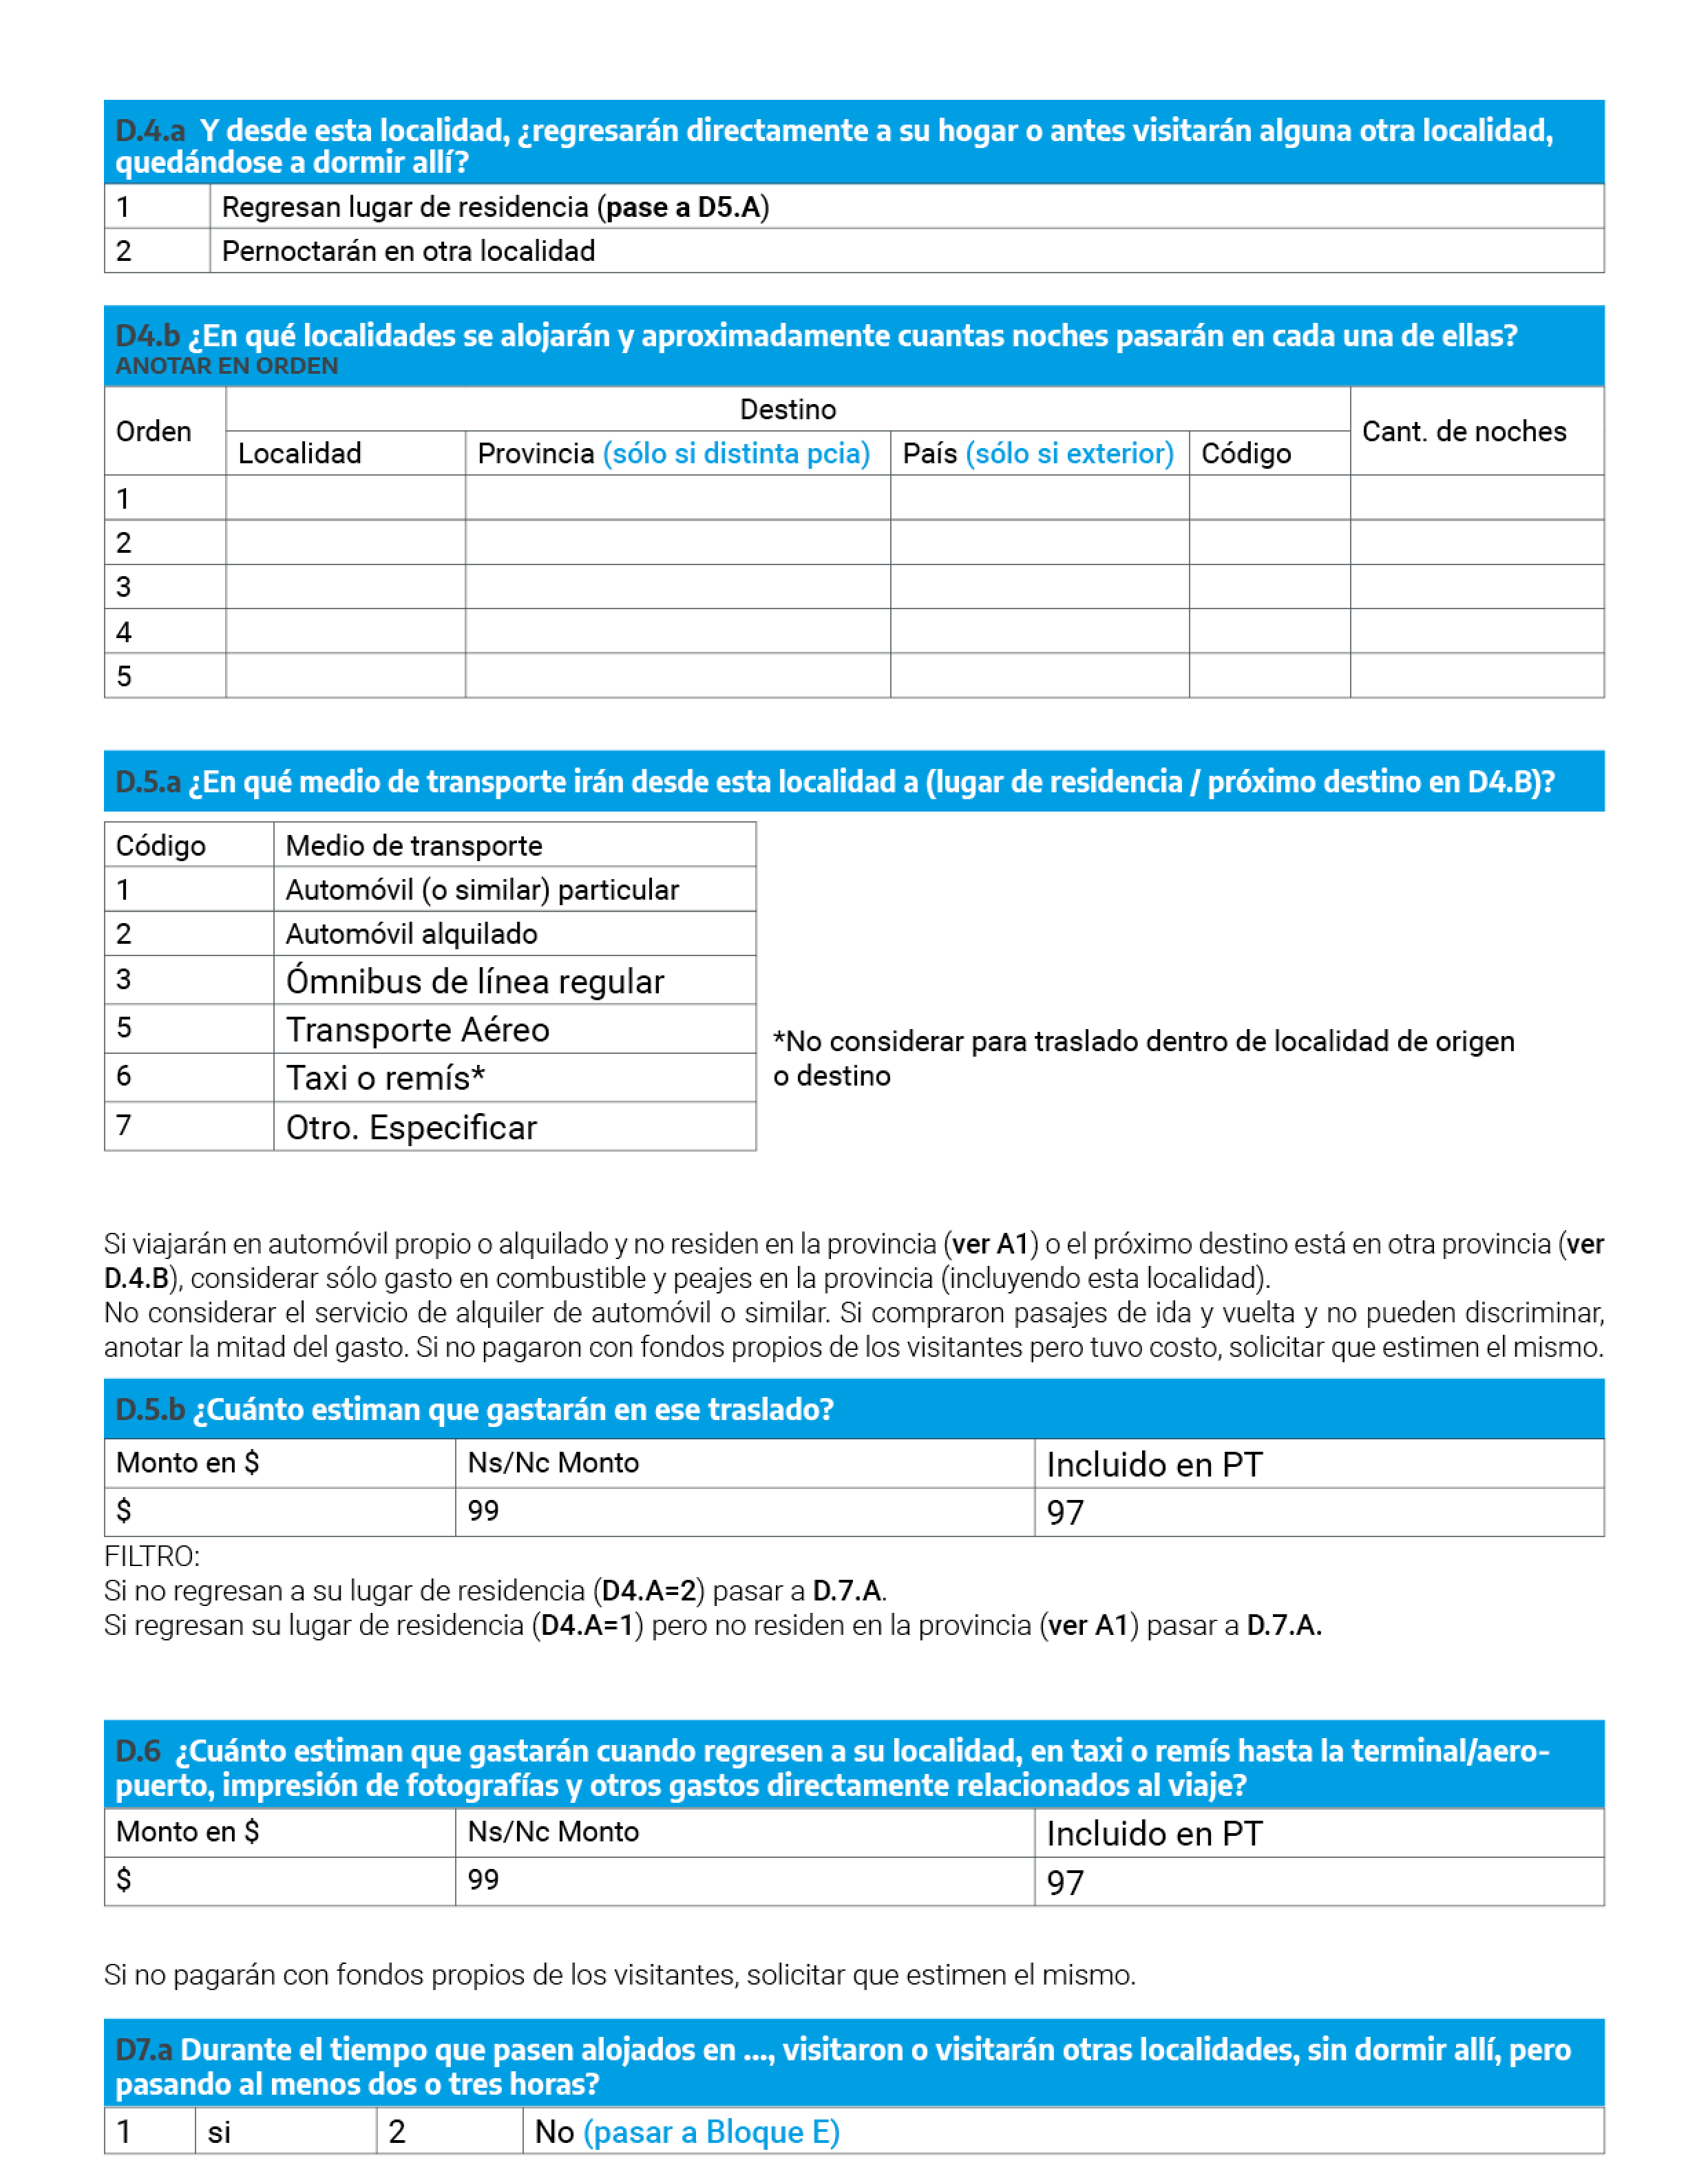 D.4.a Y desde esta localidad, ¿regresarán directamente a su hogar o antes visitarán alguna otra localidad,
quedándose a dormir allí?
1 Regresan lugar de residencia (pase a D5.A)
2 Pernoctarán en otra localidad
D4.b ¿En qué localidades se alojarán y aproximadamente cuantas noches pasarán en cada una de ellas?
ANOTAR EN ORDEN
Orden Destino Cant. de noches
Localidad Provincia (sólo si distinta pcia) País (sólo si exterior) Código
1
2
3
4
5
D.5.a ¿En qué medio de transporte irán desde esta localidad a (lugar de residencia / próximo destino en D4.B)?
Código Medio de transporte
1 Automóvil (o similar) particular
2 Automóvil alquilado
3 Ómnibus de línea regular
5 Transporte Aéreo
6 Taxi o remís*
7 Otro. Especificar
*No considerar para traslado dentro de localidad de origen
o destino
Si viajarán en automóvil propio o alquilado y no residen en la provincia (ver A1) o el próximo destino está en otra provincia (ver
D.4.B), considerar sólo gasto en combustible y peajes en la provincia (incluyendo esta localidad).
No considerar el servicio de alquiler de automóvil o similar. Si compraron pasajes de ida y vuelta y no pueden discriminar,
anotar la mitad del gasto. Si no pagaron con fondos propios de los visitantes pero tuvo costo, solicitar que estimen el mismo.
D.5.b ¿Cuánto estiman que gastarán en ese traslado?
Monto en $ Ns/Nc Monto Incluido en PT
$ 99 97
FILTRO:
Si no regresan a su lugar de residencia (D4.A=2) pasar a D.7.A.
Si regresan su lugar de residencia (D4.A=1) pero no residen en la provincia (ver A1) pasar a D.7.A.
D.6 ¿Cuánto estiman que gastarán cuando regresen a su localidad, en taxi o remís hasta la terminal/aero-
puerto, impresión de fotografías y otros gastos directamente relacionados al viaje?
Monto en $ Ns/Nc Monto Incluido en PT
$ 99 97
Si no pagarán con fondos propios de los visitantes, solicitar que estimen el mismo.
D7.a Durante el tiempo que pasen alojados en ..., visitaron o visitarán otras localidades, sin dormir allí, pero
pasando al menos dos o tres horas?
1 si 2 No (pasar a Bloque E)